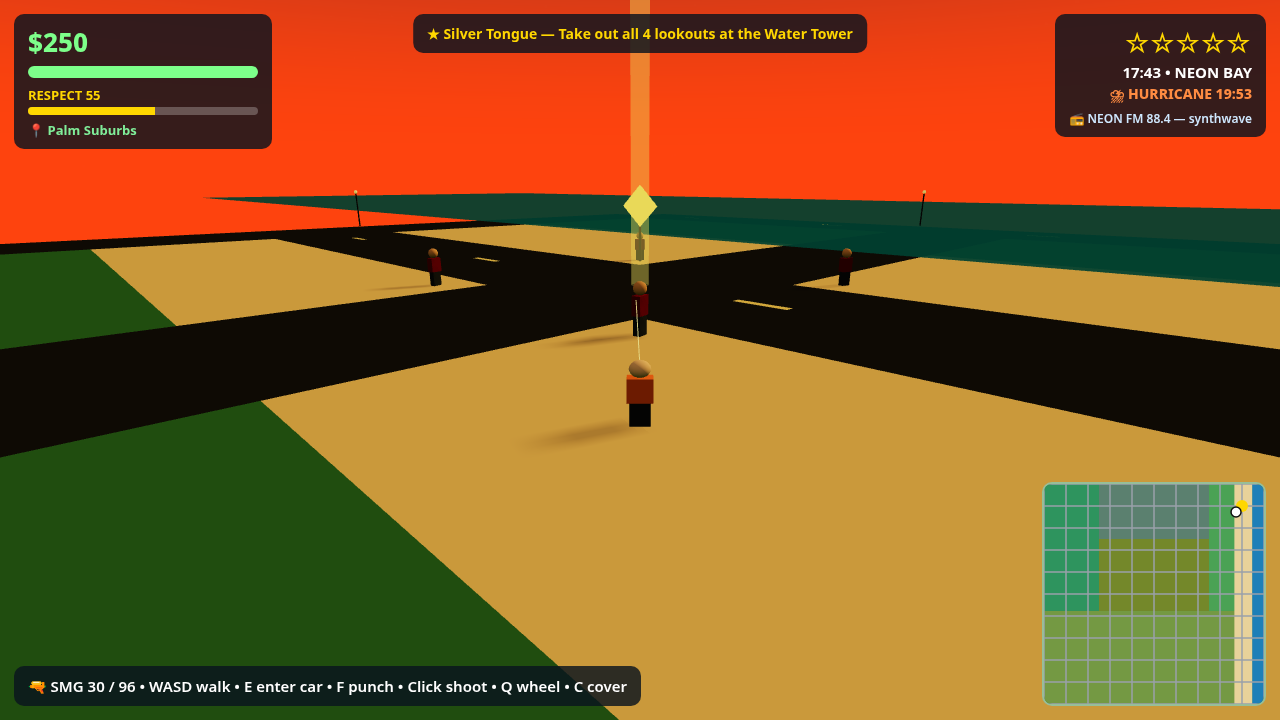 $250
RESPECT 55
📍 Palm Suburbs
★ Silver Tongue — Take out all 4 lookouts at the Water Tower
☆☆☆☆☆
17:43 • NEON BAY
⛈ HURRICANE 19:53
📻 NEON FM 88.4 — synthwave
🔫 SMG 30 / 96 • WASD walk • E enter car • F punch • Click shoot • Q wheel • C cover